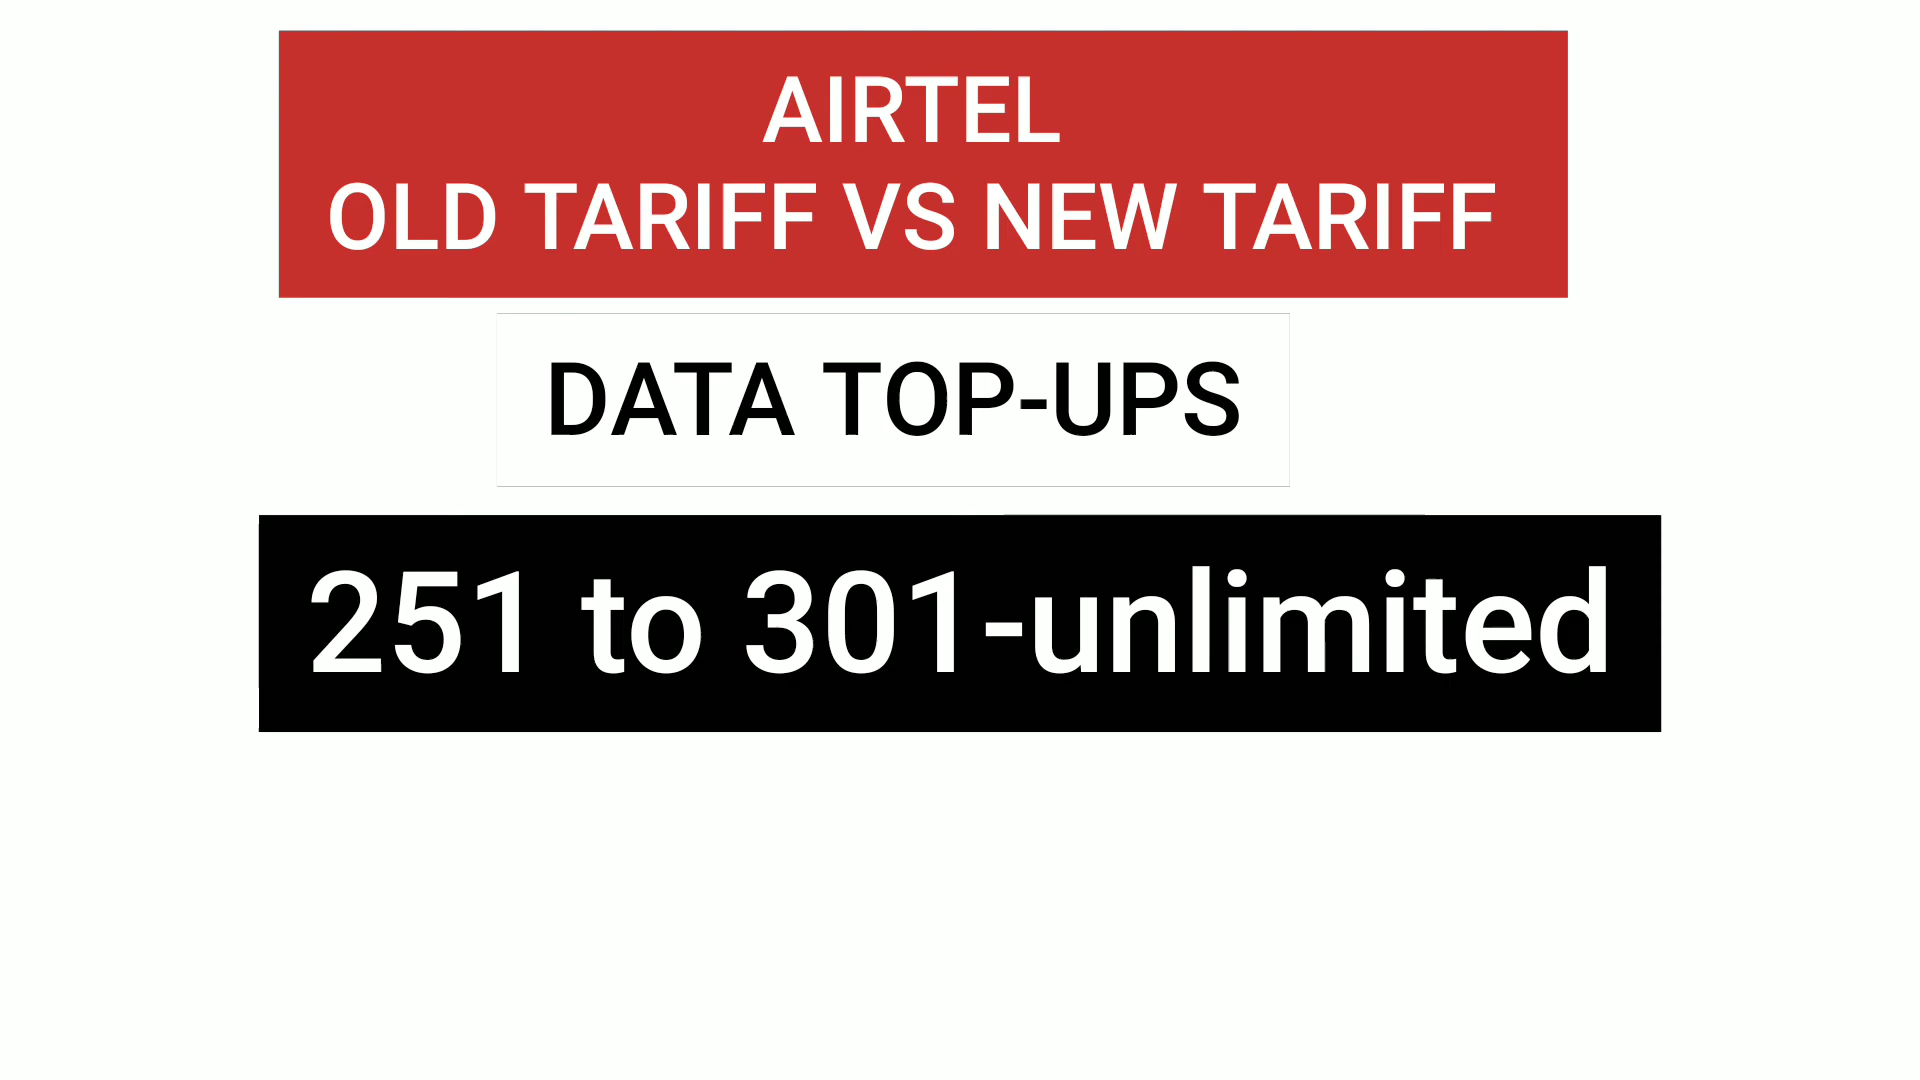 AIRTEL
OLD TARIFF VS NEW TARIFF
DATA TOP-UPS
251 to 301-unlimited